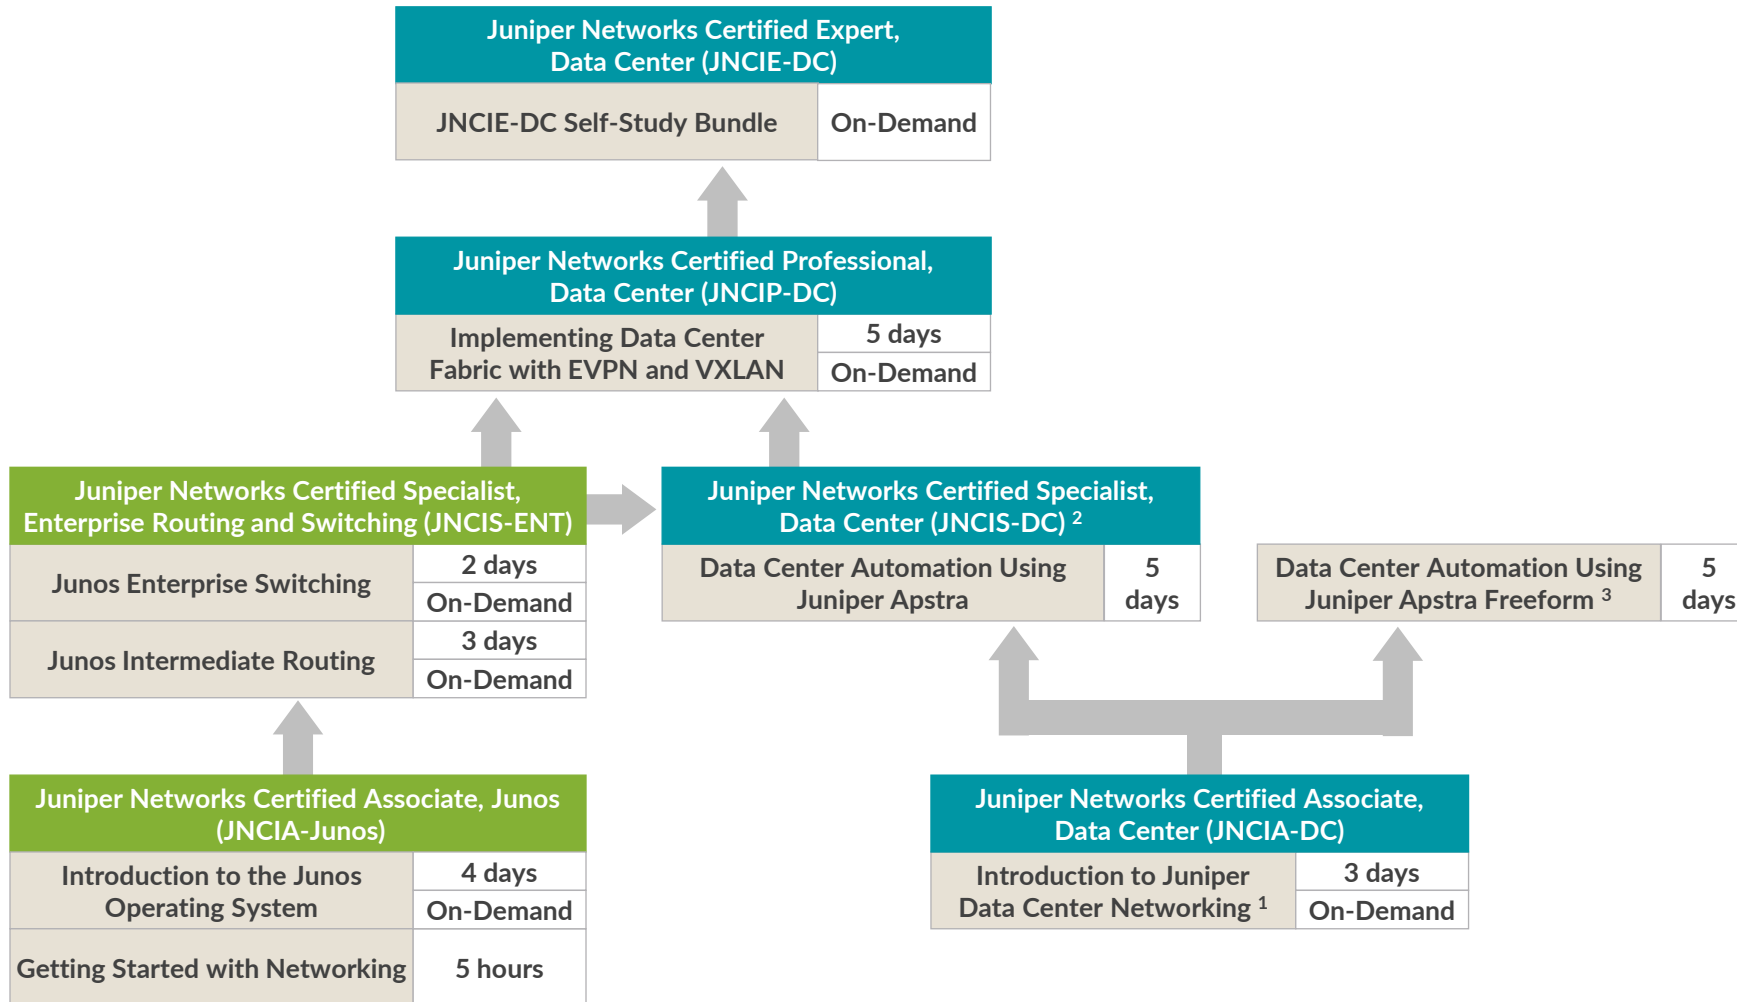 Juniper Networks Certified Expert,
Data Center (JNCIE-DC)
JNCIE-DC Self-Study Bundle
On-Demand
Juniper Networks Certified Professional,
Data Center (JNCIP-DC)
Implementing Data Center
Fabric with EVPN and VXLAN
5 days
On-Demand
Juniper Networks Certified Specialist,
Enterprise Routing and Switching (JNCIS-ENT)
Junos Enterprise Switching
2 days
On-Demand
Junos Intermediate Routing
3 days
On-Demand
Juniper Networks Certified Specialist,
Data Center (JNCIS-DC) ²
Data Center Automation Using
Juniper Apstra
5
days
Data Center Automation Using
Juniper Apstra Freeform ³
5
days
Juniper Networks Certified Associate, Junos
(JNCIA-Junos)
Introduction to the Junos
Operating System
4 days
On-Demand
Getting Started with Networking
5 hours
Juniper Networks Certified Associate,
Data Center (JNCIA-DC)
Introduction to Juniper
Data Center Networking ¹
3 days
On-Demand